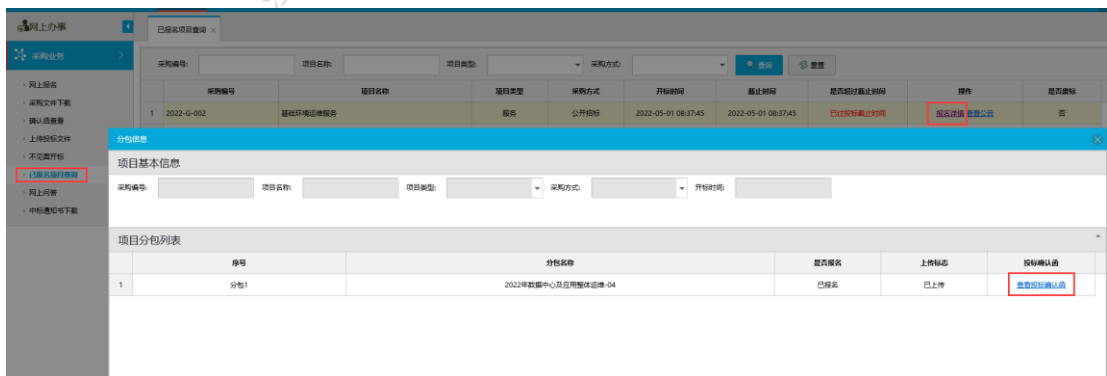 网上办事
已报名项目查询 ×
采购业务
采购编号: 项目名称: 项目类型: 采购方式: 查询 重置
网上报名
采购文件下载
确认函查看
上传投标文件
不见面开标
已报名项目查询
网上问答
中标通知书下载
采购编号 项目名称 项目类型 采购方式 开标时间 截止时间 是否超过截止时间 操作 是否废标
1 2022-G-002 基础环境运维服务 服务 公开招标 2022-05-01 08:37:45 2022-05-01 08:37:45 已过投标截止时间 报名详情 查看公告 否
分包信息
项目基本信息
采购编号: 项目名称: 项目类型: 采购方式: 开标时间:
项目分包列表
序号 分包名称 是否报名 上传标志 投标确认函
1 分包1 2022年数据中心及应用整体运维-04 已报名 已上传 查看投标确认函